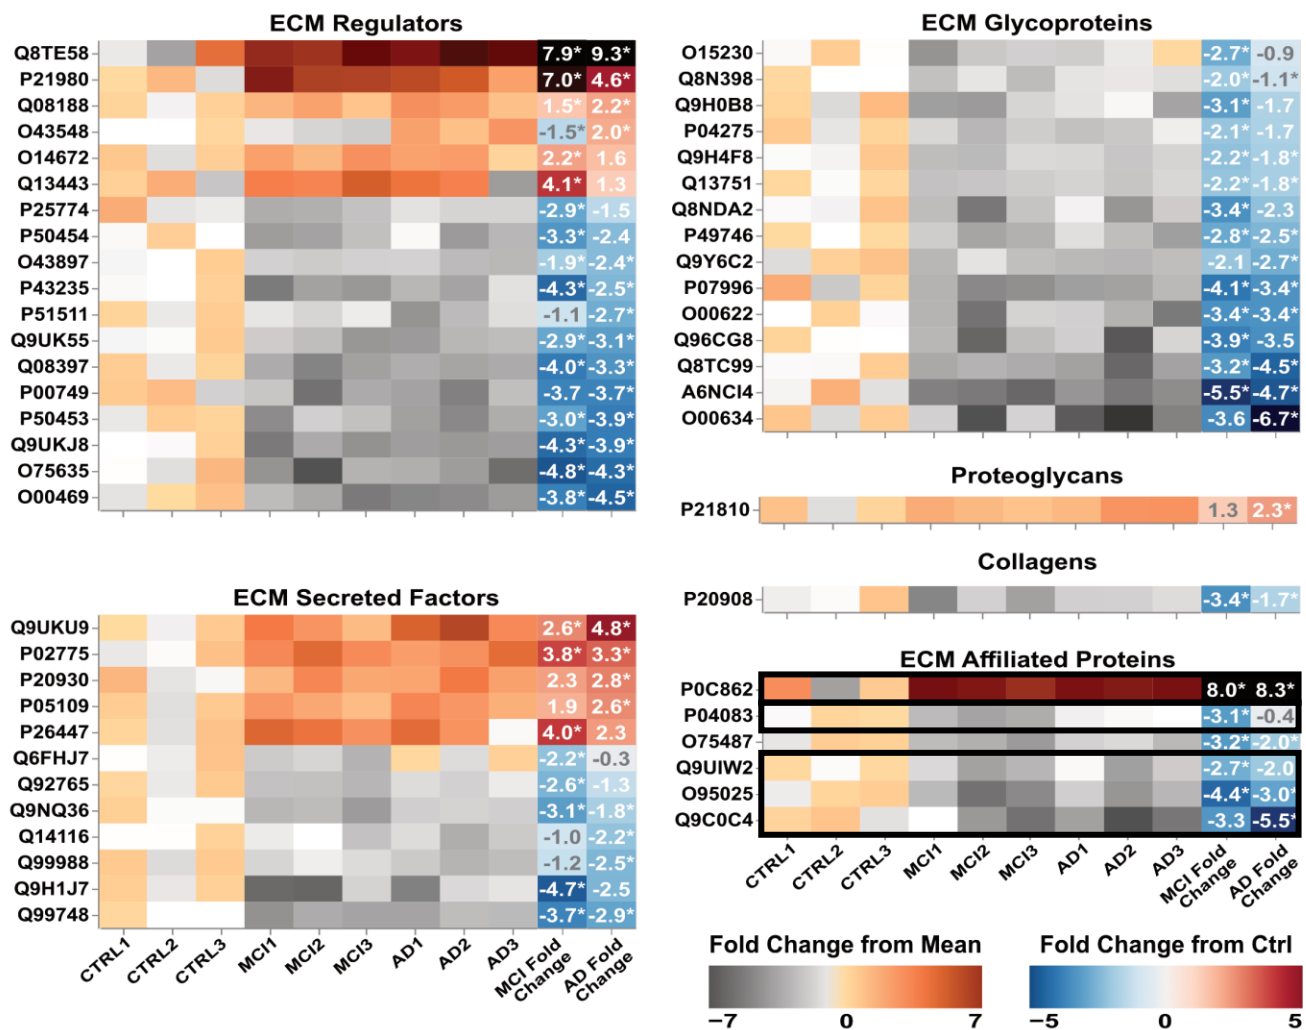 ECM Regulators
Q8TE58 7.9* 9.3*
P21980 7.0* 4.6*
Q08188 1.5* 2.2*
O43548 -1.5* 2.0*
O14672 2.2* 1.6
Q13443 4.1* 1.3
P25774 -2.9* -1.5
P50454 -3.3* -2.4
O43897 -1.9* -2.4*
P43235 -4.3* -2.5*
P51511 -1.1 -2.7*
Q9UK55 -2.9* -3.1*
Q08397 -4.0* -3.3*
P00749 -3.7 -3.7*
P50453 -3.0* -3.9*
Q9UKJ8 -4.3* -3.9*
O75635 -4.8* -4.3*
O00469 -3.8* -4.5*
ECM Secreted Factors
Q9UKU9 2.6* 4.8*
P02775 3.8* 3.3*
P20930 2.3 2.8*
P05109 1.9 2.6*
P26447 4.0* 2.3
Q6FHJ7 -2.2* -0.3
Q92765 -2.6* -1.3
Q9NQ36 -3.1* -1.8*
Q14116 -1.0 -2.2*
Q99988 -1.2 -2.5*
Q9H1J7 -4.7* -2.5
Q99748 -3.7* -2.9*
CTRL1 CTRL2 CTRL3 MCI1 MCI2 MCI3 AD1 AD2 AD3 MCI Fold Change AD Fold Change
ECM Glycoproteins
O15230 -2.7* -0.9
Q8N398 -2.0* -1.1*
Q9H0B8 -3.1* -1.7
P04275 -2.1* -1.7
Q9H4F8 -2.2* -1.8*
Q13751 -2.2* -1.8*
Q8NDA2 -3.4* -2.3
P49746 -2.8* -2.5*
Q9Y6C2 -2.1 -2.7*
P07996 -4.1* -3.4*
O00622 -3.4* -3.4*
Q96CG8 -3.9* -3.5
Q8TC99 -3.2* -4.5*
A6NCI4 -5.5* -4.7*
O00634 -3.6 -6.7*
Proteoglycans
P21810 1.3 2.3*
Collagens
P20908 -3.4* -1.7*
ECM Affiliated Proteins
P0C862 8.0* 8.3*
P04083 -3.1* -0.4
O75487 -3.2* -2.0*
Q9UIW2 -2.7* -2.0
O95025 -4.4* -3.0*
Q9C0C4 -3.3 -5.5*
CTRL1 CTRL2 CTRL3 MCI1 MCI2 MCI3 AD1 AD2 AD3 MCI Fold Change AD Fold Change
Fold Change from Mean
−7 0 7
Fold Change from Ctrl
−5 0 5